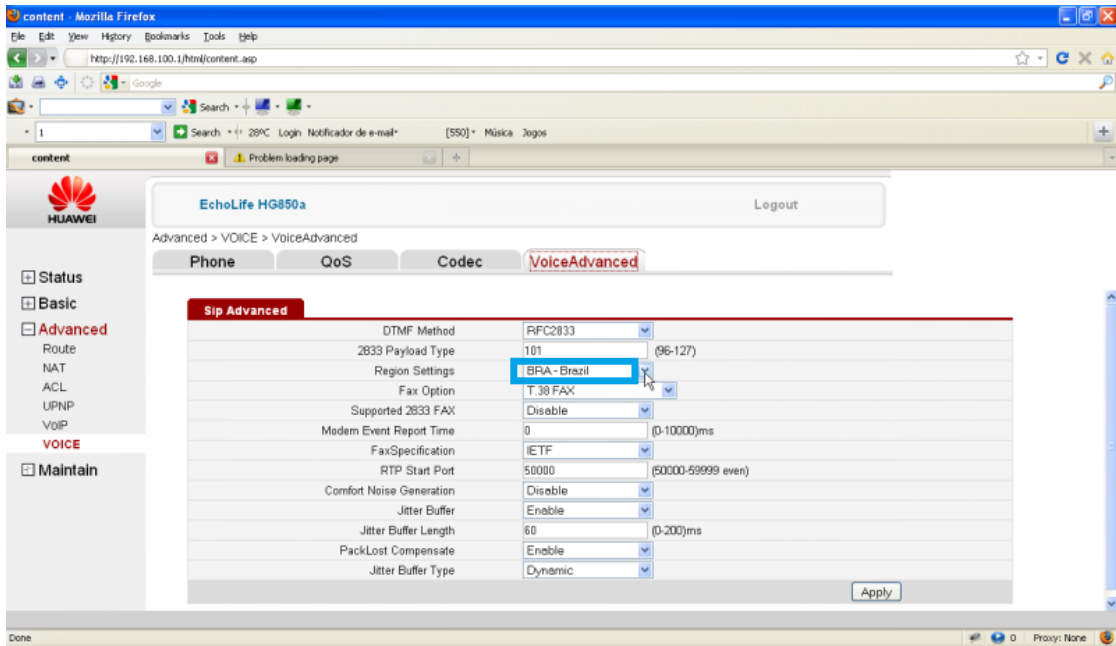 content - Mozilla Firefox
File Edit View History Bookmarks Tools Help
http://192.168.100.1/html/content.asp
Google
Search
1 Search 28ºC Login Notificador de e-mail [550] Música Jogos
content Problem loading page
HUAWEI
EchoLife HG850a Logout
Advanced > VOICE > VoiceAdvanced
Phone QoS Codec VoiceAdvanced
Status
Basic
Advanced
Route
NAT
ACL
UPNP
VoIP
VOICE
Maintain
Sip Advanced
DTMF Method RFC2833
2833 Payload Type 101 (96-127)
Region Settings BRA - Brazil
Fax Option T.38 FAX
Supported 2833 FAX Disable
Modem Event Report Time 0 (0-10000)ms
FaxSpecification IETF
RTP Start Port 50000 (50000-59999 even)
Comfort Noise Generation Disable
Jitter Buffer Enable
Jitter Buffer Length 60 (0-200)ms
PackLost Compensate Enable
Jitter Buffer Type Dynamic
Apply
Done 0 Proxy: None